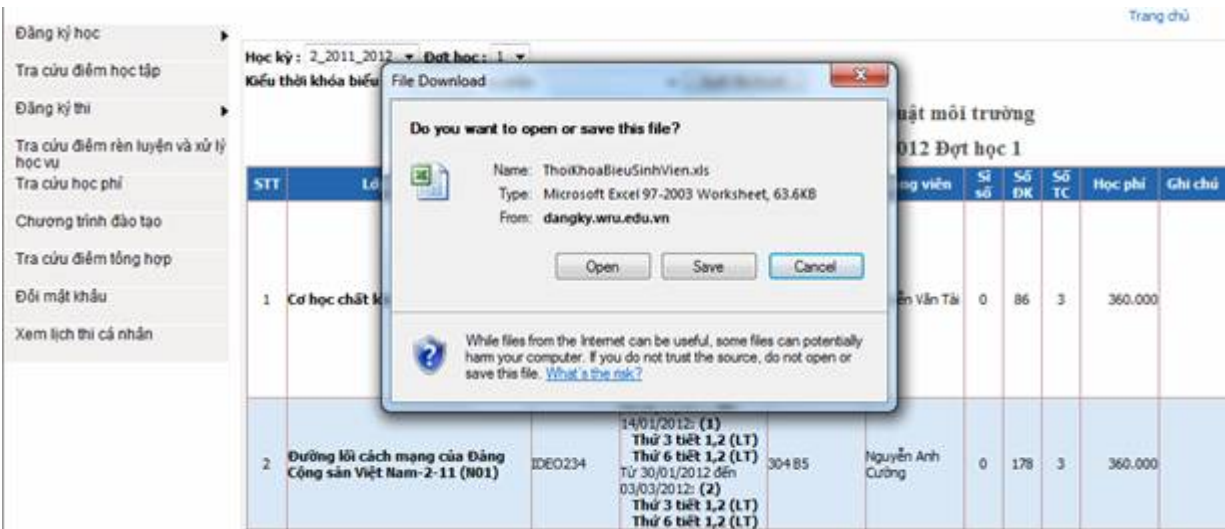 Trang chủ
Đăng ký học
Tra cứu điểm học tập
Đăng ký thi
Tra cứu điểm rèn luyện và xử lý
học vụ
Tra cứu học phí
Chương trình đào tạo
Tra cứu điểm tổng hợp
Đổi mật khẩu
Xem lịch thi cá nhân
Học kỳ : 2_2011_2012 Đợt học : 1
Kiểu thời khóa biểu
File Download
Do you want to open or save this file?
Name: ThoiKhoaBieuSinhVien.xls
Type: Microsoft Excel 97-2003 Worksheet, 63.6KB
From: dangky.wru.edu.vn
Open Save Cancel
While files from the Internet can be useful, some files can potentially
harm your computer. If you do not trust the source, do not open or
save this file. What's the risk?
môi trường
Đợt học 1
STT viên Sĩ số Số ĐK Số TC Học phí Ghi chú
1 Cơ học chất Văn Tài 0 86 3 360.000
14/01/2012: (1)
Thứ 3 tiết 1,2 (LT)
Thứ 6 tiết 1,2 (LT)
Từ 30/01/2012 đến
03/03/2012: (2)
Thứ 3 tiết 1,2 (LT)
Thứ 6 tiết 1,2 (LT)
2 Đường lối cách mạng của Đảng
Cộng sản Việt Nam-2-11 (N01)
IDEO234
304 B5
Nguyễn Anh
Cường
0 178 3 360.000